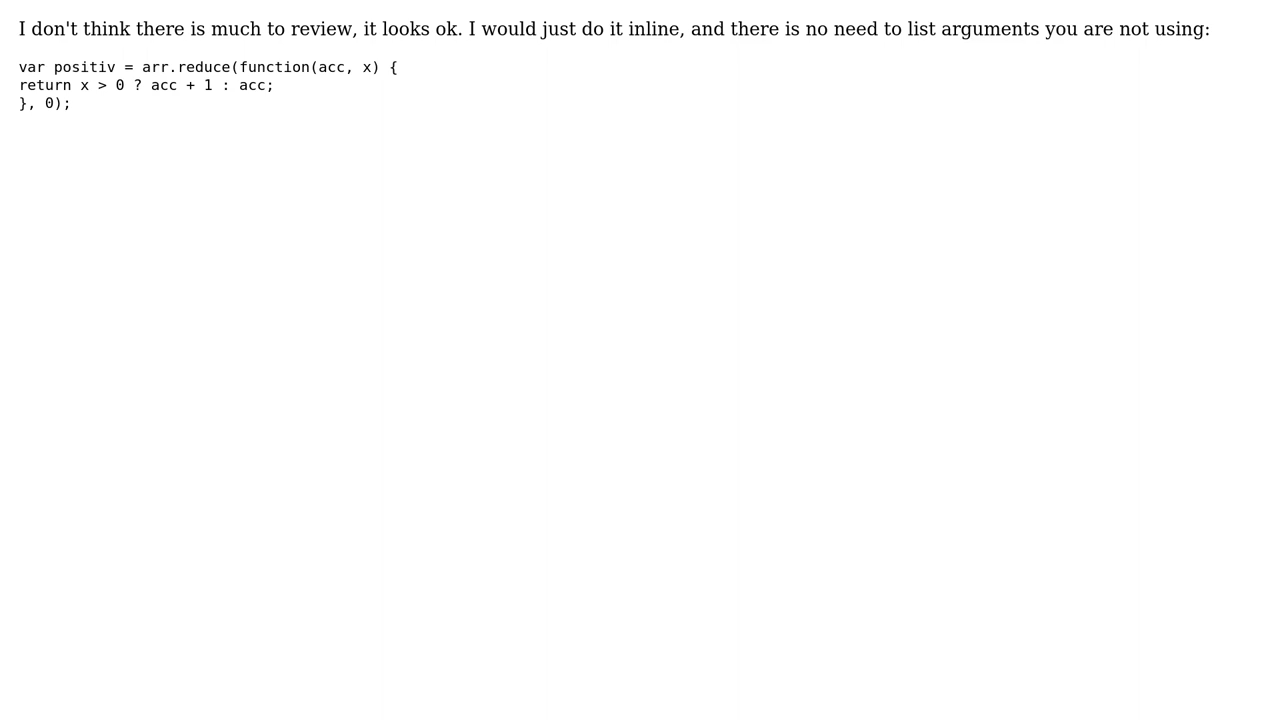 I don't think there is much to review, it looks ok. I would just do it inline, and there is no need to list arguments you are not using:
var positiv = arr.reduce(function(acc, x) {
return x > 0 ? acc + 1 : acc;
}, 0);